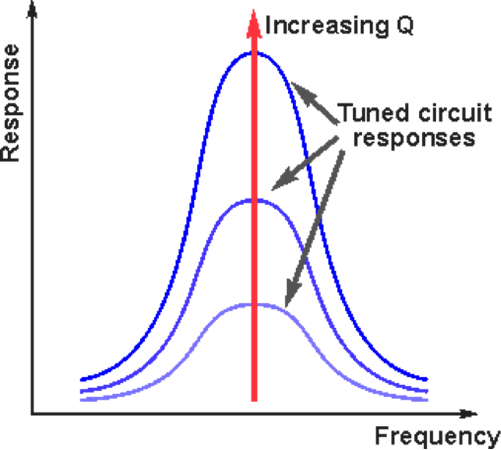 Increasing Q
Response
Tuned circuit
responses
Frequency